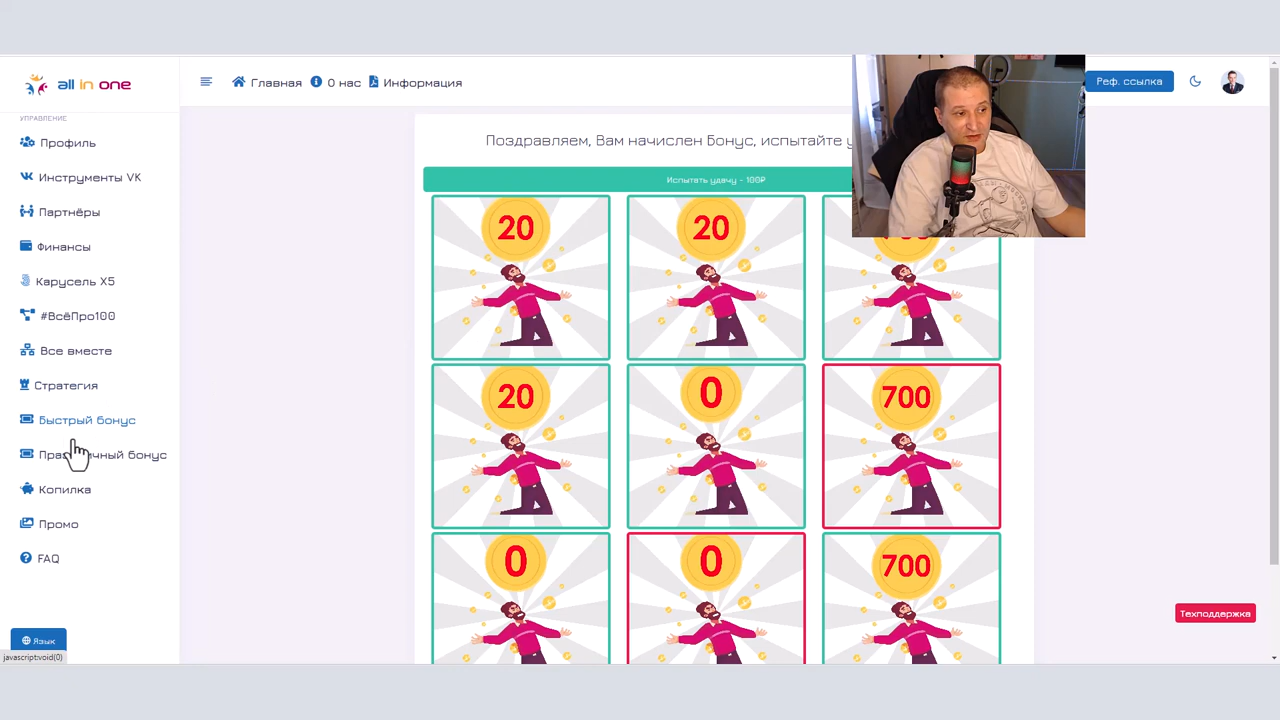 all in one
Главная О нас Информация
Реф. ссылка
УПРАВЛЕНИЕ
Профиль
Инструменты VK
Партнёры
Финансы
Карусель X5
#ВсёПро100
Все вместе
Стратегия
Быстрый бонус
бонус
Копилка
Промо
FAQ
Язык
javascript:void(0)
Поздравляем, Вам начислен Бонус, испытайте
Испытать удачу - 100₽
20 20
20 0 700
0 0 700
Техподдержка